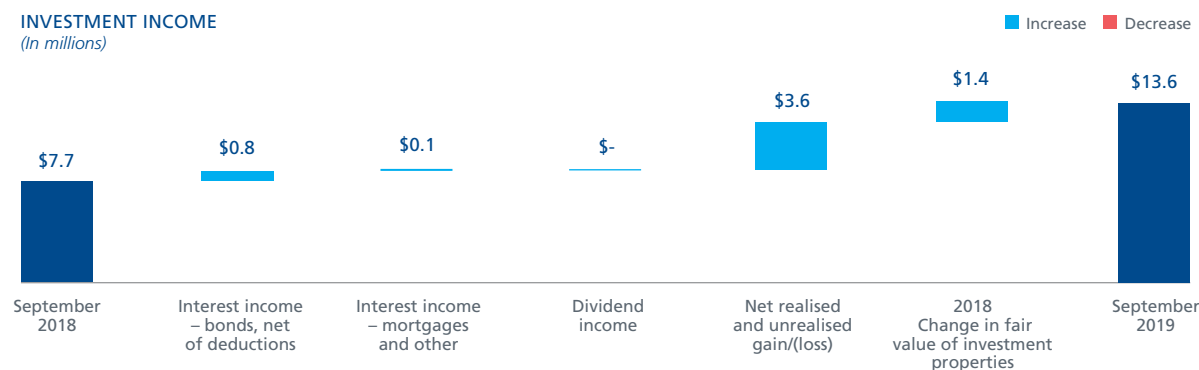 INVESTMENT INCOME
(In millions)
Increase
Decrease
$7.7
$0.8
$0.1
$-
$3.6
$1.4
$13.6
September
2018
Interest income
– bonds, net
of deductions
Interest income
– mortgages
and other
Dividend
income
Net realised
and unrealised
gain/(loss)
2018
Change in fair
value of investment
properties
September
2019